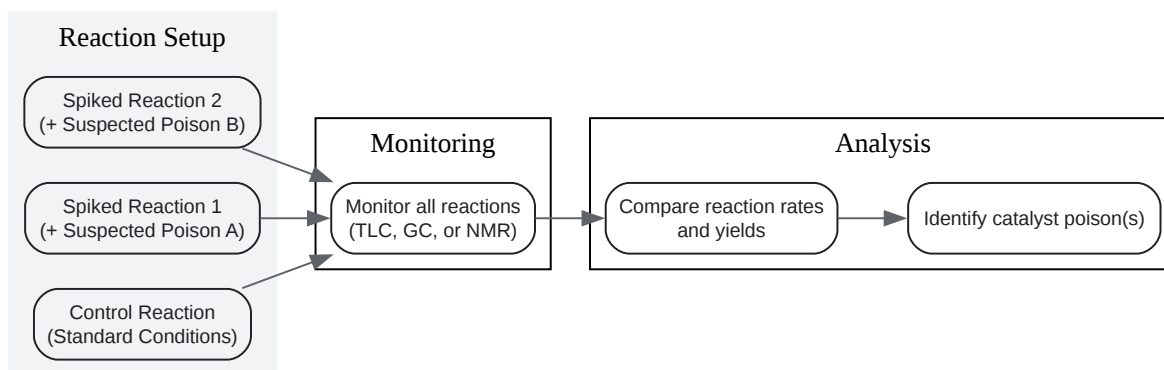 Reaction Setup
Spiked Reaction 2
(+ Suspected Poison B)
Spiked Reaction 1
(+ Suspected Poison A)
Control Reaction
(Standard Conditions)
Monitoring
Monitor all reactions
(TLC, GC, or NMR)
Analysis
Compare reaction rates
and yields
Identify catalyst poison(s)